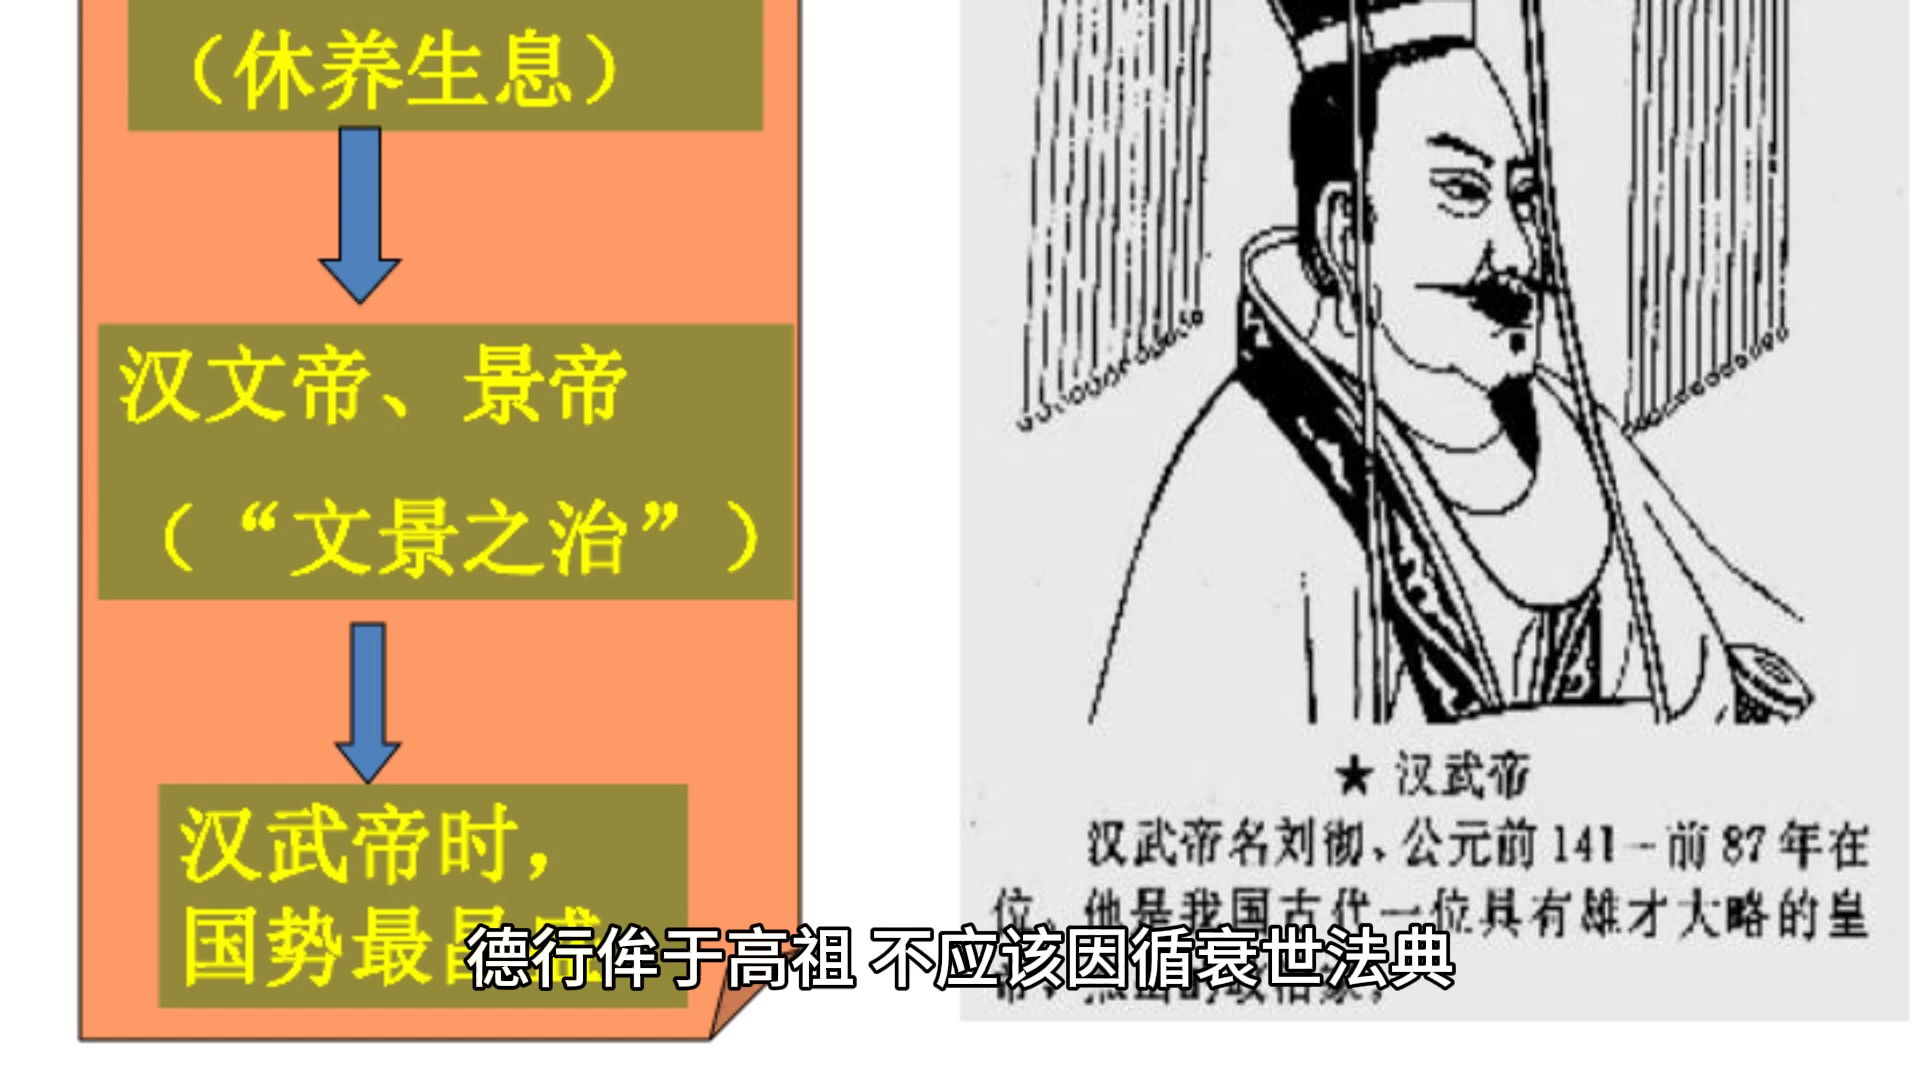 （休养生息）
汉文帝、景帝
（“文景之治”）
汉武帝时，
国势最昌盛
★ 汉武帝
汉武帝名刘彻、公元前141－前87年在
位。他是我国古代一位具有雄才大略的皇
德行侔于高祖 不应该因循衰世法典